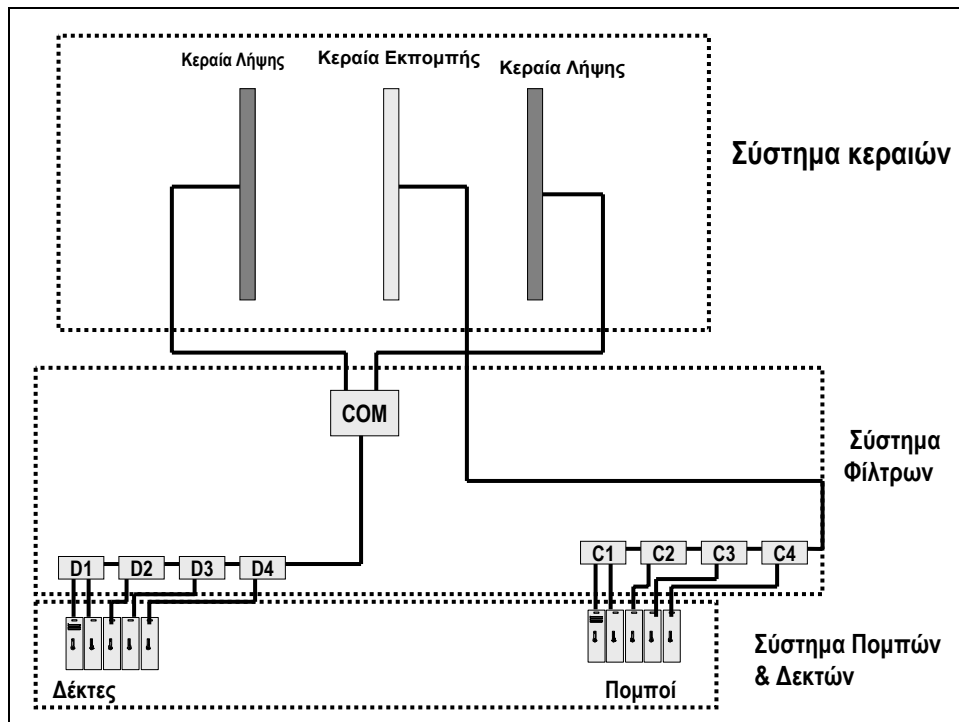 Κεραία Λήψης
Κεραία Εκπομπής
Κεραία Λήψης
Σύστημα κεραιών
COM
Σύστημα
Φίλτρων
D1
D2
D3
D4
C1
C2
C3
C4
Σύστημα Πομπών
& Δεκτών
Δέκτες
Πομποί